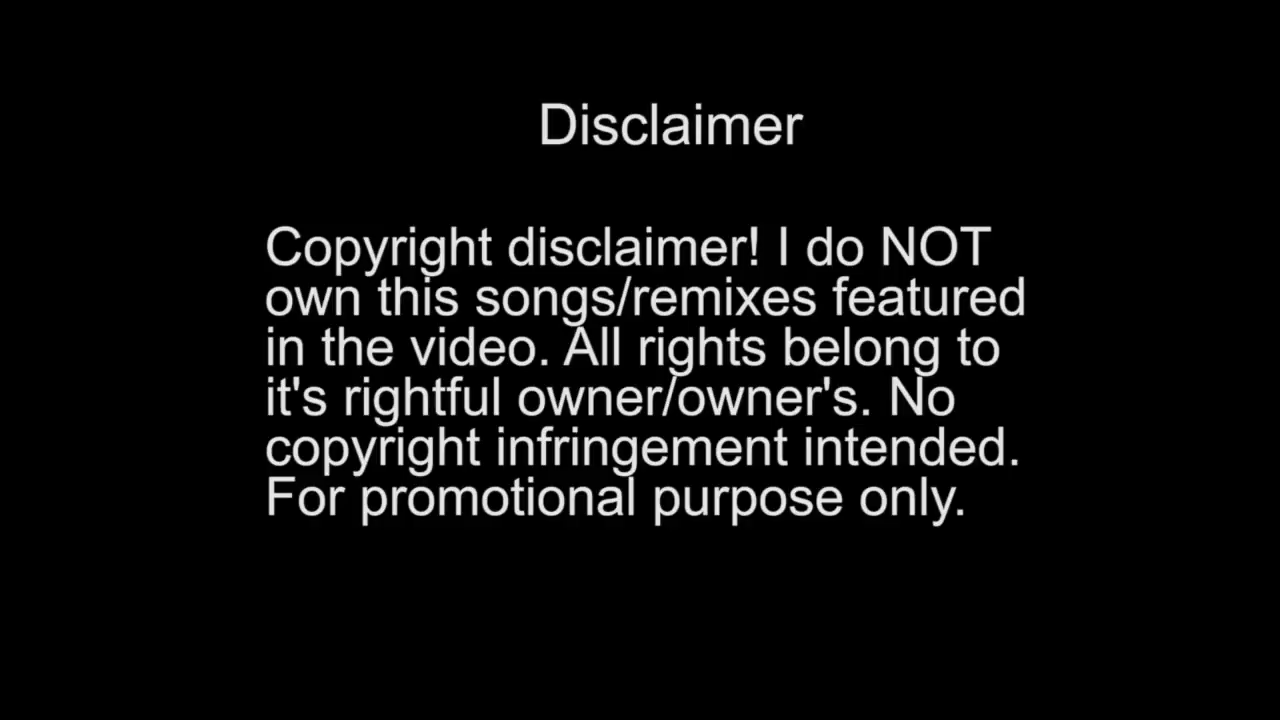 Disclaimer
Copyright disclaimer! I do NOT
own this songs/remixes featured
in the video. All rights belong to
it's rightful owner/owner's. No
copyright infringement intended.
For promotional purpose only.